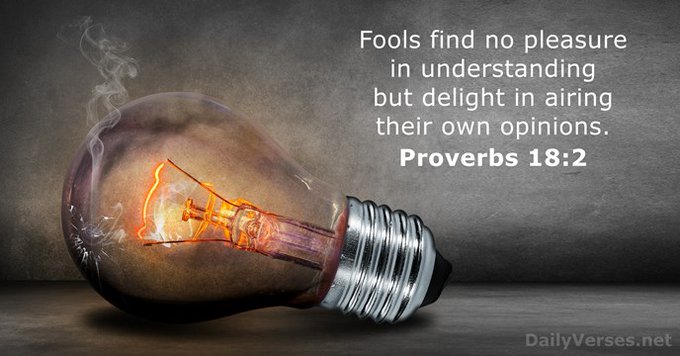 Fools find no pleasure
in understanding
but delight in airing
their own opinions.
Proverbs 18:2
DailyVerses.net